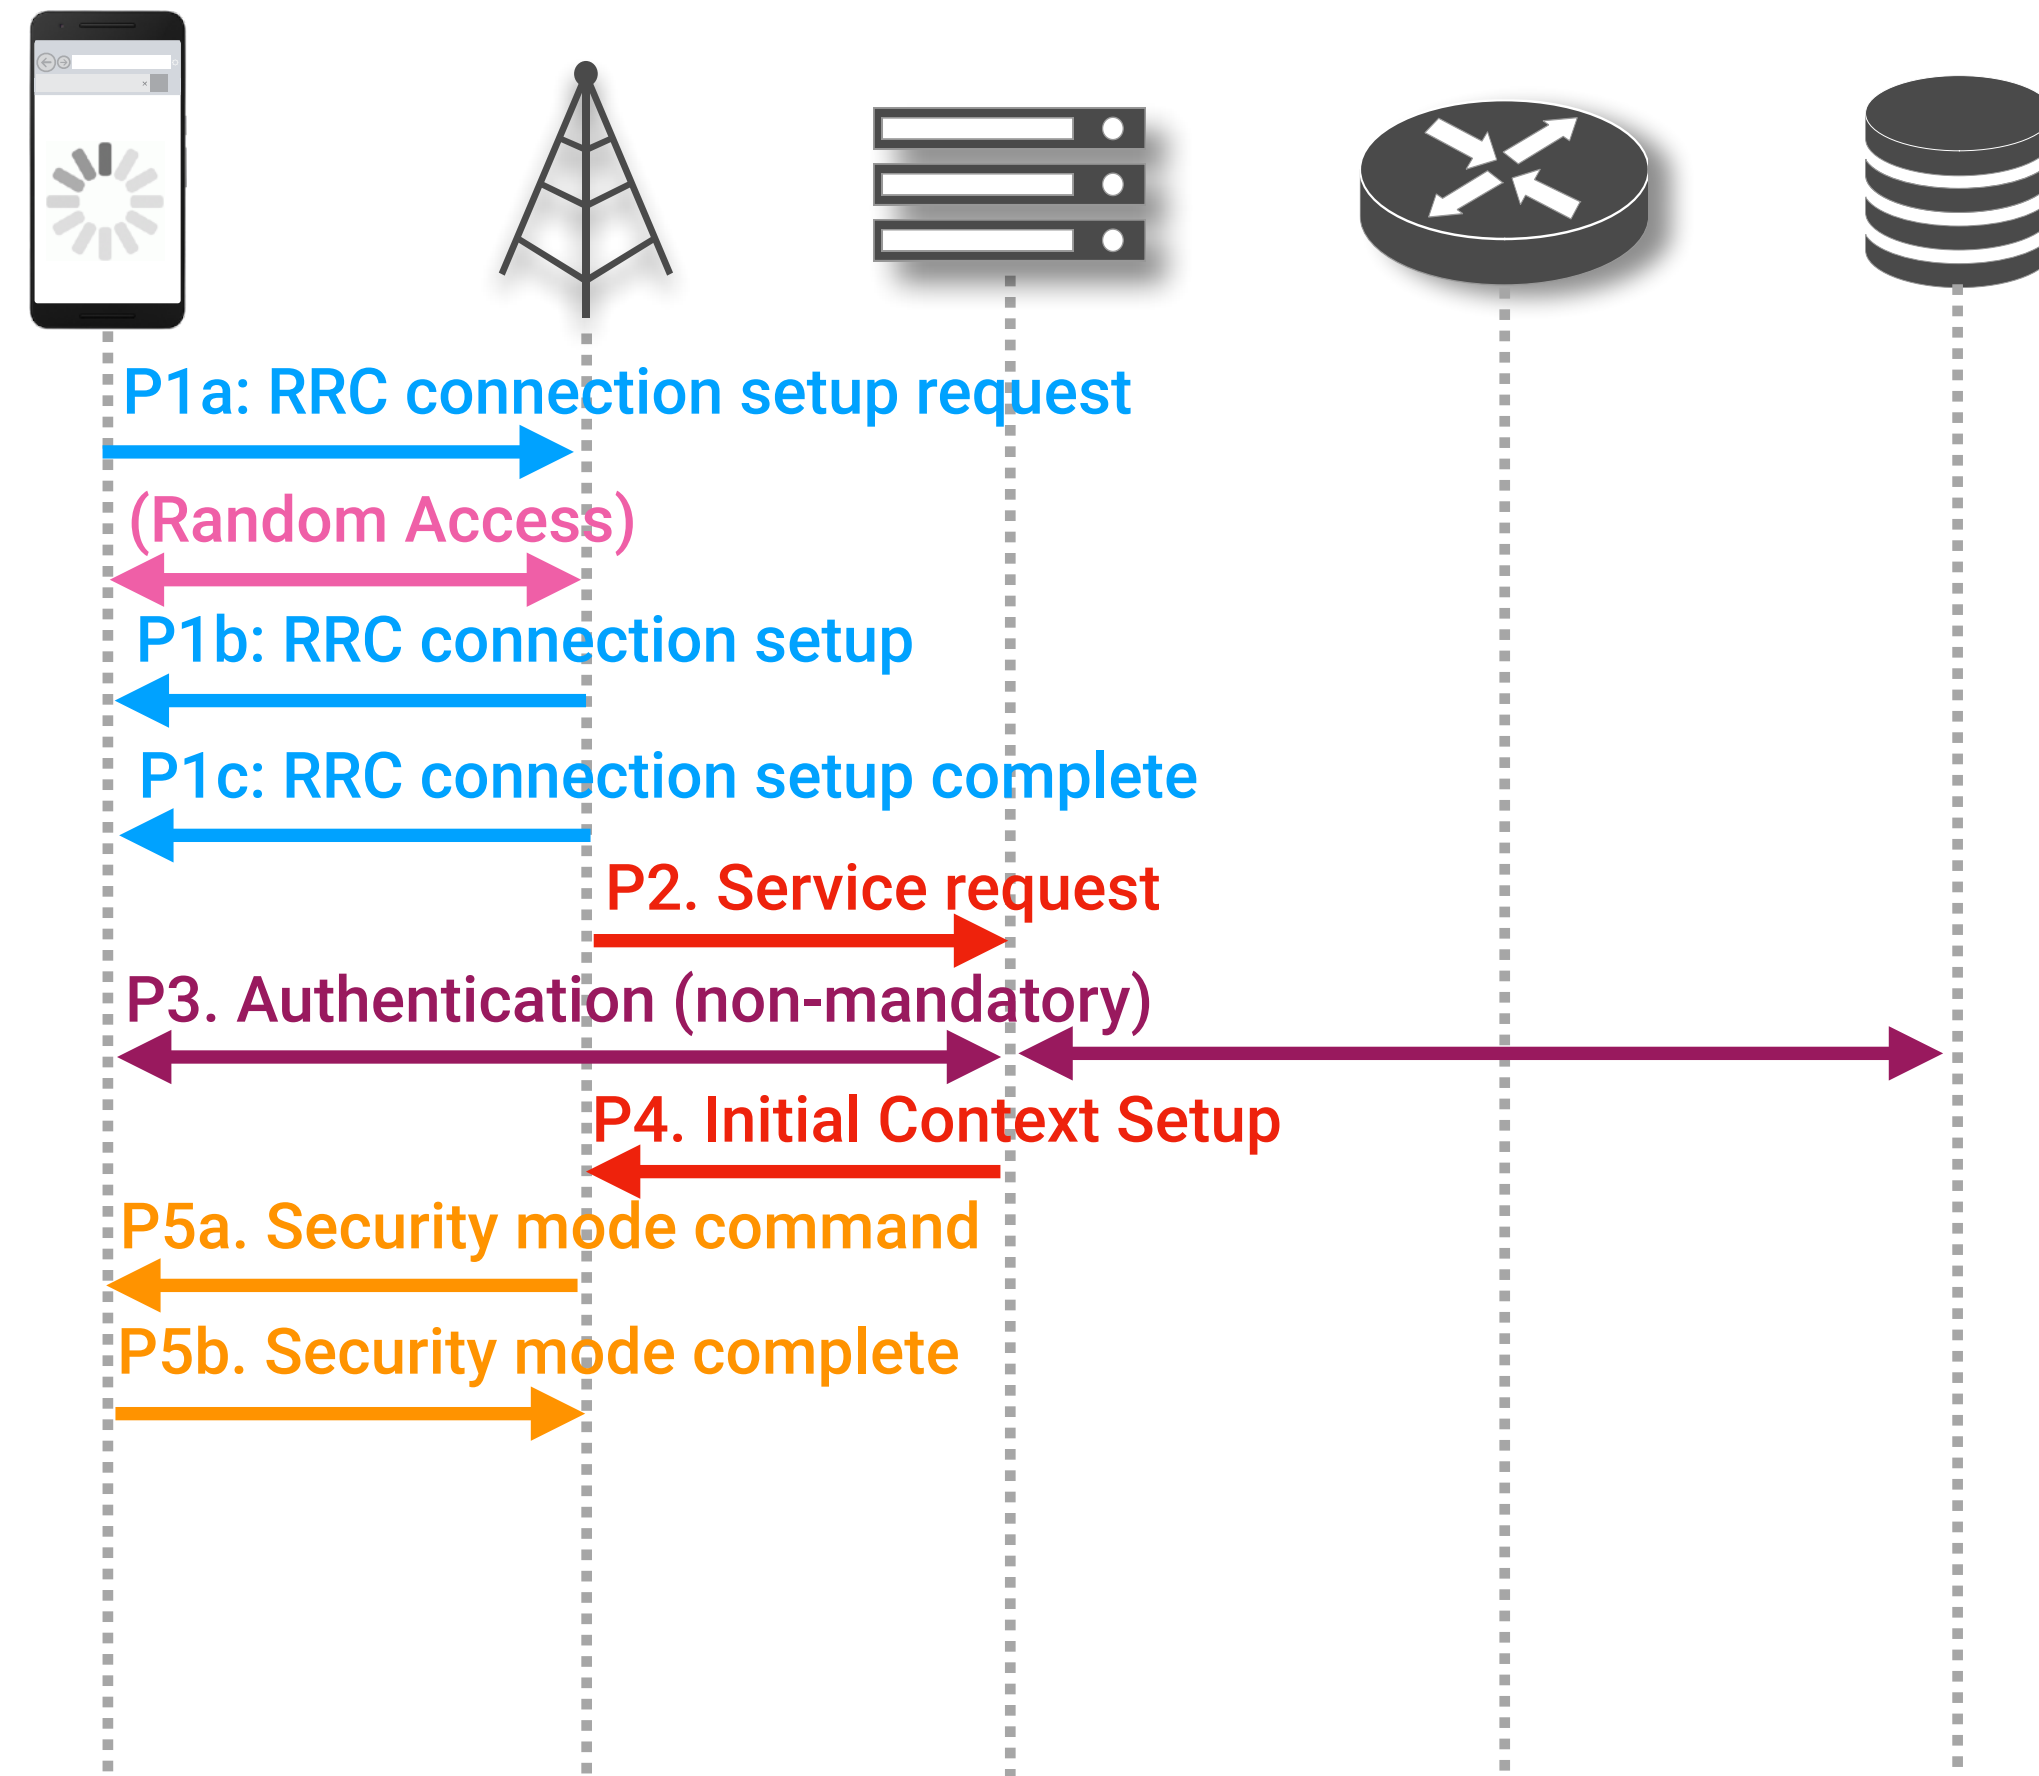 P1a: RRC connection setup request
(Random Access)
P1b: RRC connection setup
P1c: RRC connection setup complete
P2. Service request
P3. Authentication (non-mandatory)
P4. Initial Context Setup
P5a. Security mode command
P5b. Security mode complete